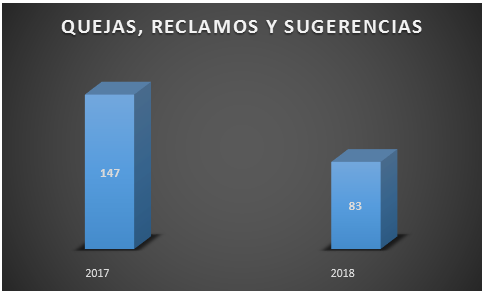 QUEJAS, RECLAMOS Y SUGERENCIAS
147
83
2017
2018